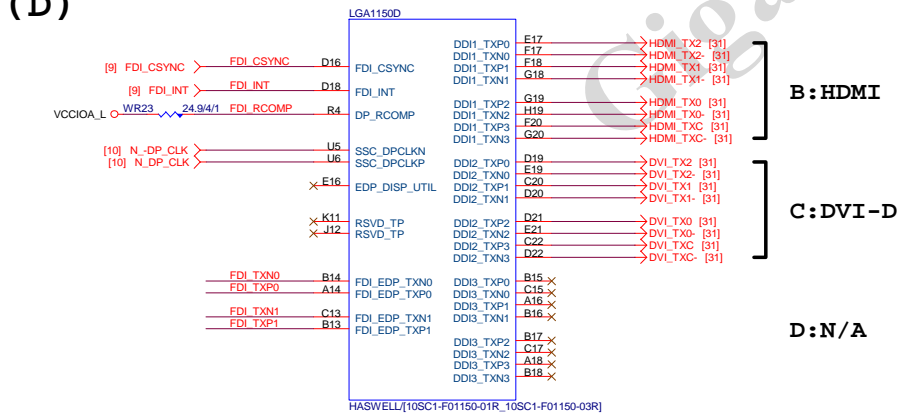 (D)
LGA1150D
[9] FDI_CSYNC FDI_CSYNC D16 FDI_CSYNC
[9] FDI_INT FDI_INT D18 FDI_INT
VCCIOA_L WR23 24.9/4/1 FDI_RCOMP R4 DP_RCOMP
[10] N_-DP_CLK U5 SSC_DPCLKN
[10] N_DP_CLK U6 SSC_DPCLKP
E16 EDP_DISP_UTIL
K11 RSVD_TP
J12 RSVD_TP
FDI_TXN0 B14 FDI_EDP_TXN0
FDI_TXP0 A14 FDI_EDP_TXP0
FDI_TXN1 C13 FDI_EDP_TXN1
FDI_TXP1 B13 FDI_EDP_TXP1
DDI1_TXP0 E17 HDMI_TX2 [31]
DDI1_TXN0 F17 HDMI_TX2- [31]
DDI1_TXP1 F18 HDMI_TX1 [31]
DDI1_TXN1 G18 HDMI_TX1- [31]
DDI1_TXP2 G19 HDMI_TX0 [31]
DDI1_TXN2 H19 HDMI_TX0- [31]
DDI1_TXP3 F20 HDMI_TXC [31]
DDI1_TXN3 G20 HDMI_TXC- [31]
B:HDMI
DDI2_TXP0 D19 DVI_TX2 [31]
DDI2_TXN0 E19 DVI_TX2- [31]
DDI2_TXP1 C20 DVI_TX1 [31]
DDI2_TXN1 D20 DVI_TX1- [31]
DDI2_TXP2 D21 DVI_TX0 [31]
DDI2_TXN2 E21 DVI_TX0- [31]
DDI2_TXP3 C22 DVI_TXC [31]
DDI2_TXN3 D22 DVI_TXC- [31]
C:DVI-D
DDI3_TXP0 B15
DDI3_TXN0 C15
DDI3_TXP1 A16
DDI3_TXN1 B16
DDI3_TXP2 B17
DDI3_TXN2 C17
DDI3_TXP3 A18
DDI3_TXN3 B18
D:N/A
HASWELL/[10SC1-F01150-01R_10SC1-F01150-03R]
Giga